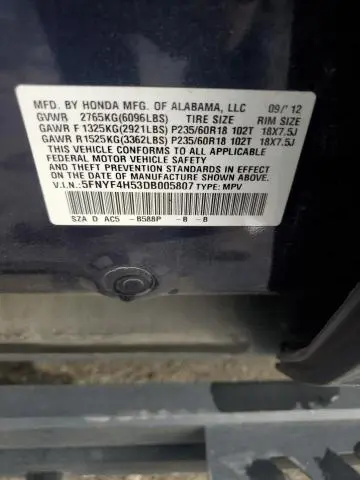 MFD. BY HONDA MFG. OF ALABAMA, LLC 09/'12
GVWR 2765KG(6096LBS) TIRE SIZE RIM SIZE
GAWR F 1325KG(2921LBS) P235/60R18 102T 18X7.5J
GAWR R 1525KG(3362LBS) P235/60R18 102T 18X7.5J
THIS VEHICLE CONFORMS TO ALL APPLICABLE
FEDERAL MOTOR VEHICLE SAFETY
AND THEFT PREVENTION STANDARDS IN EFFECT ON
THE DATE OF MANUFACTURE SHOWN ABOVE.
V.I.N.: 5FNYF4H53DB005807 TYPE: MPV
SZA D AC5 -B588P -B -B